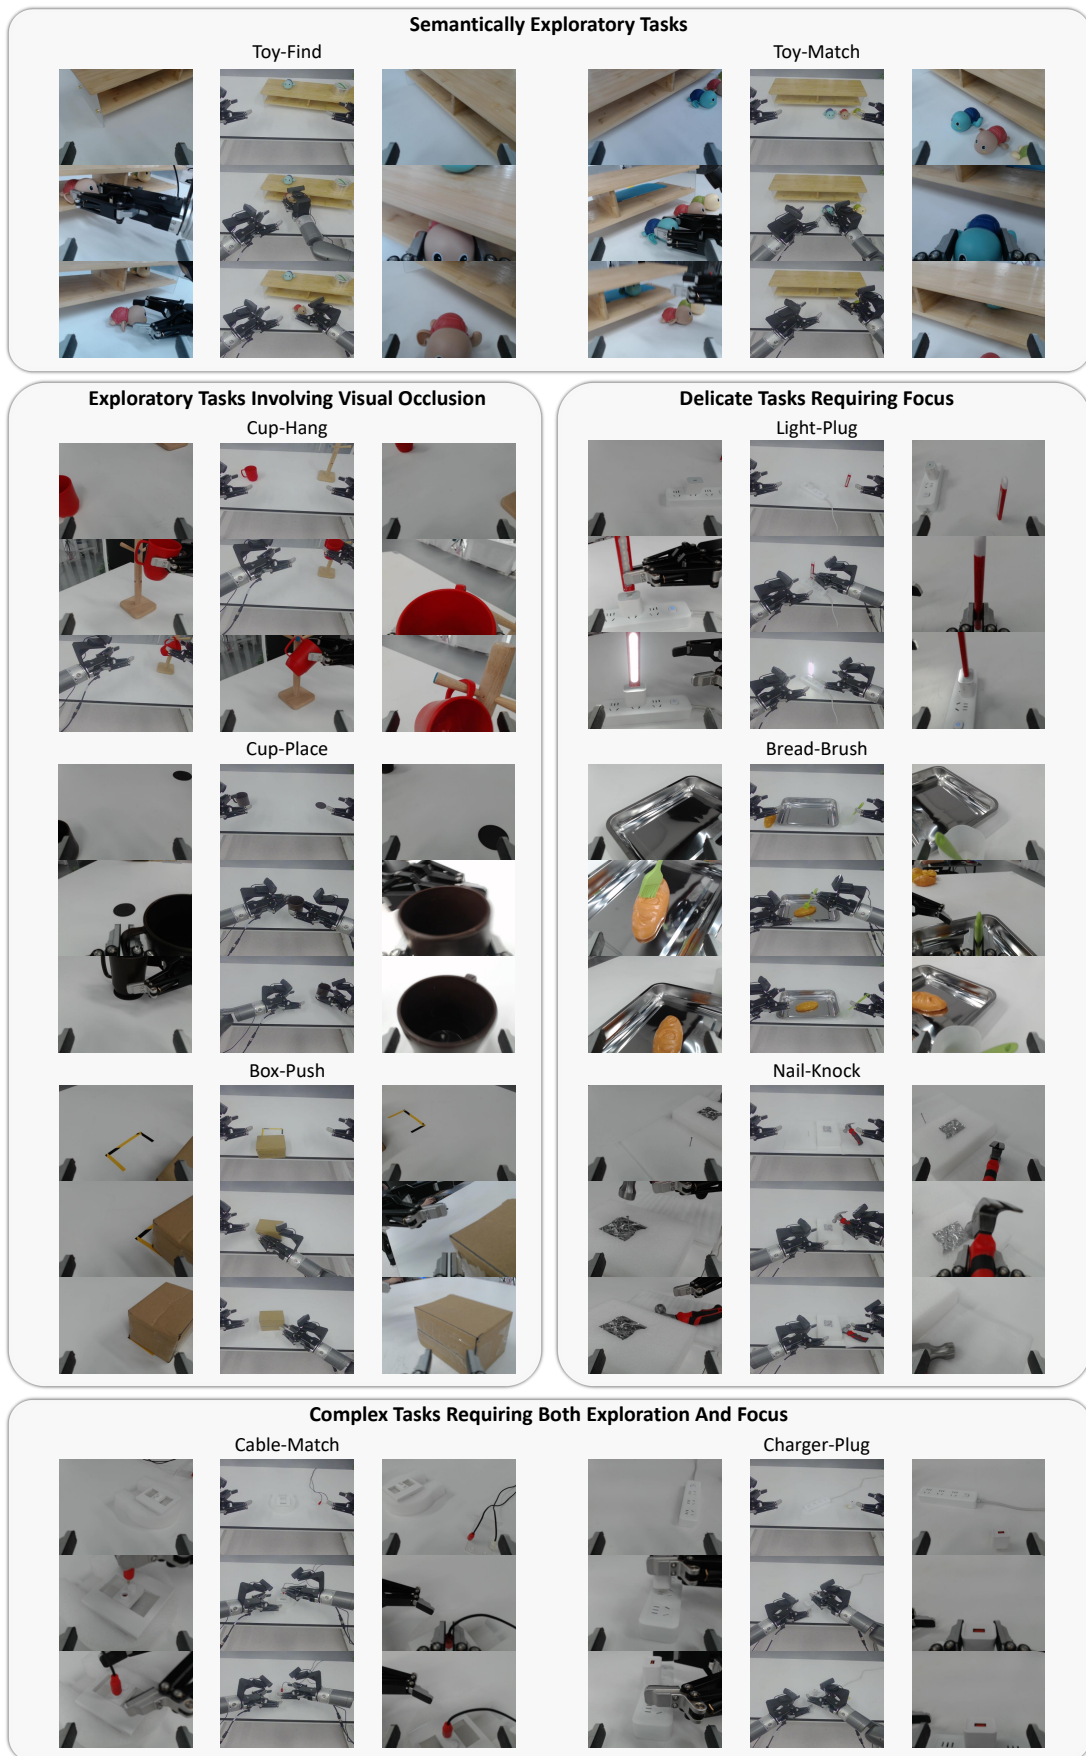 Semantically Exploratory Tasks
Toy-Find
Toy-Match
Exploratory Tasks Involving Visual Occlusion
Cup-Hang
Cup-Place
Box-Push
Delicate Tasks Requiring Focus
Light-Plug
Bread-Brush
Nail-Knock
Complex Tasks Requiring Both Exploration And Focus
Cable-Match
Charger-Plug